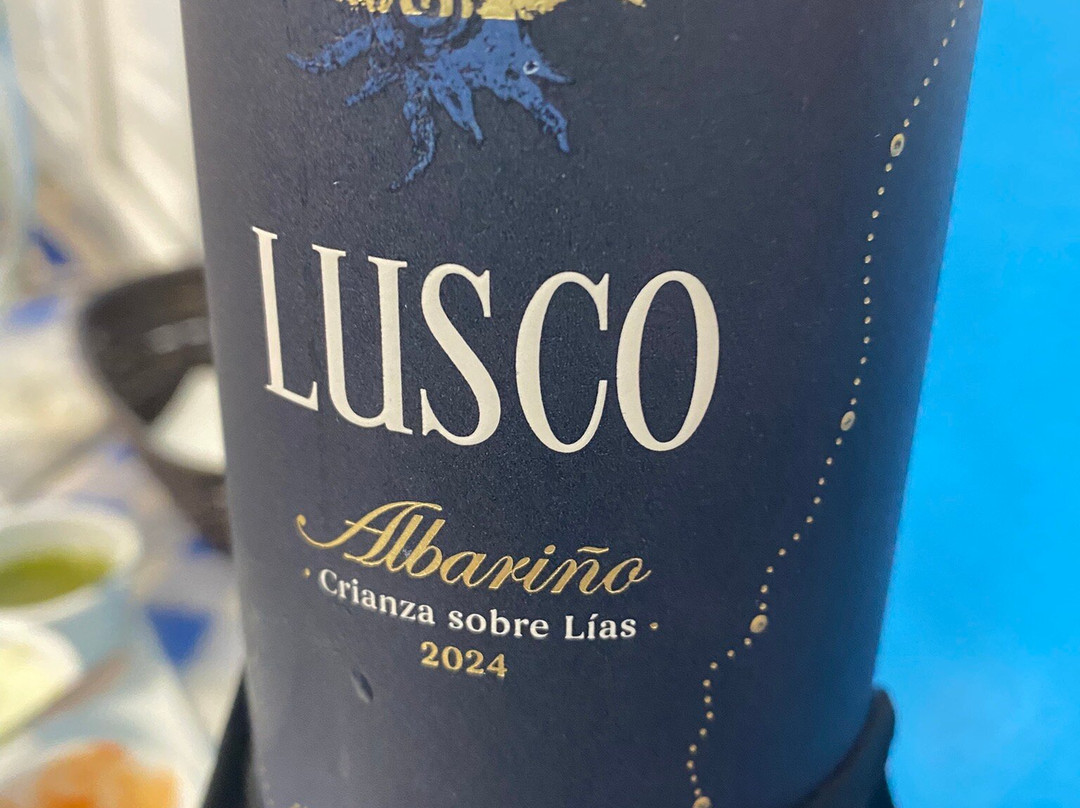 LUSCO
Albariño
· Crianza sobre Lías ·
2024